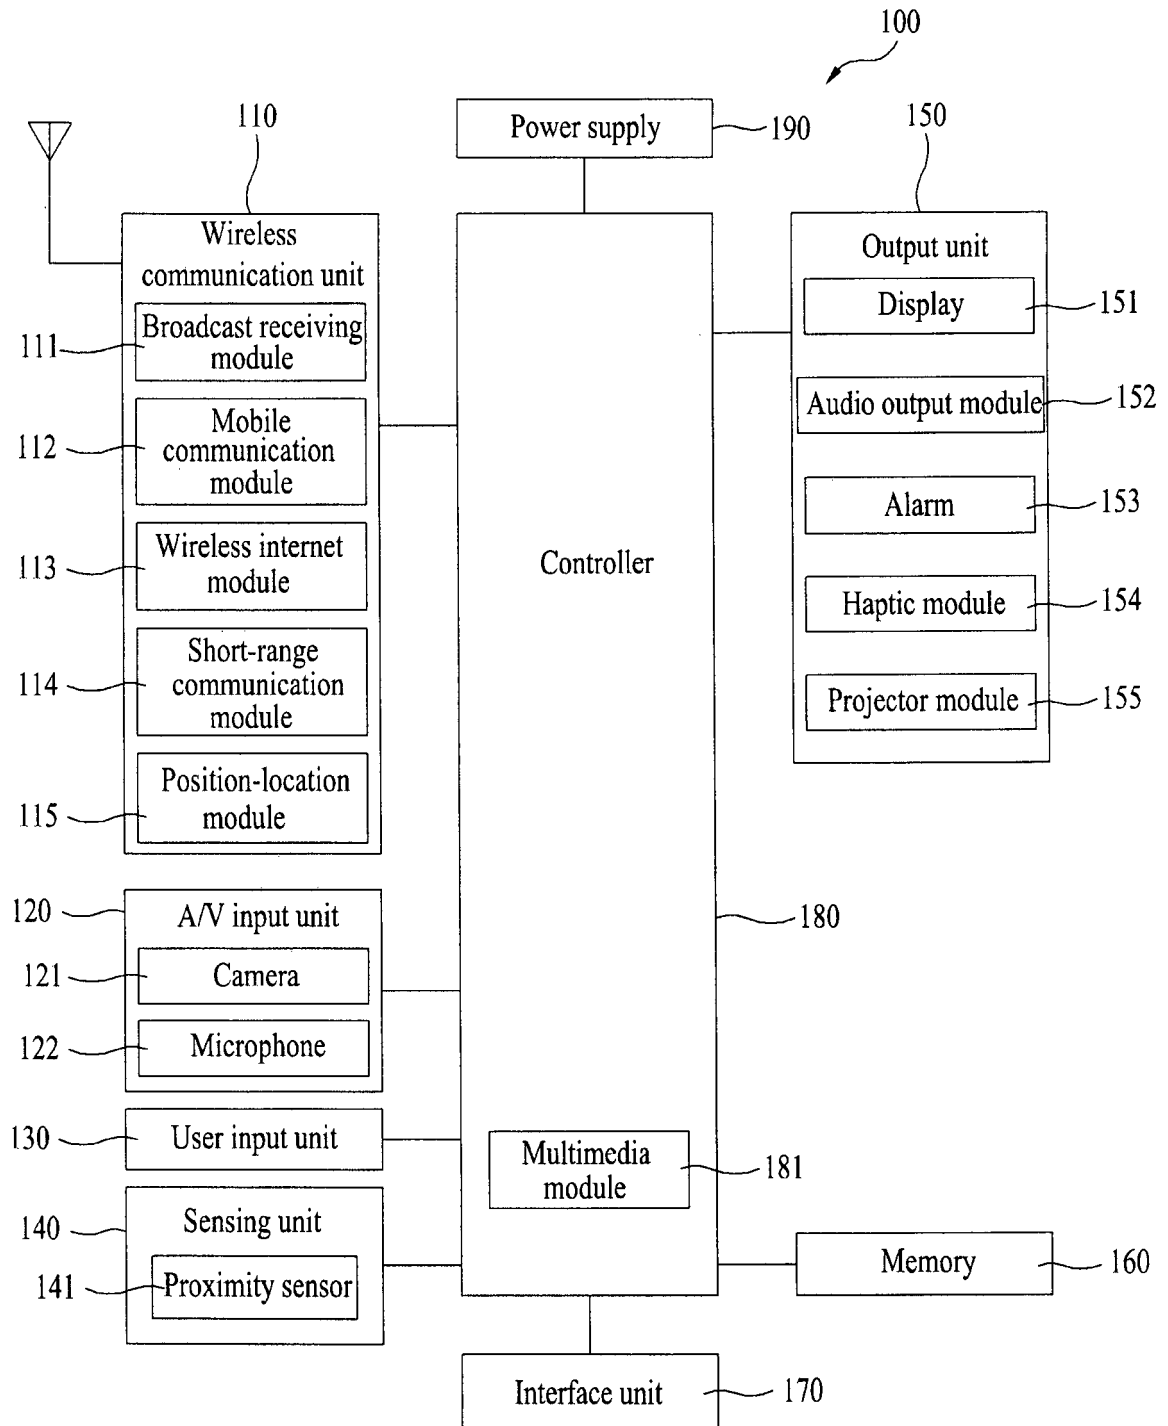 100
110
Power supply
190
150
Wireless
communication unit
Broadcast receiving
module
111
Mobile
communication
module
112
Wireless internet
module
113
Short-range
communication
module
114
Position-location
module
115
Output unit
Display
151
Audio output module
152
Alarm
153
Haptic module
154
Projector module
155
Controller
180
120
A/V input unit
121
Camera
122
Microphone
130
User input unit
Multimedia
module
181
140
Sensing unit
141
Proximity sensor
Memory
160
Interface unit
170